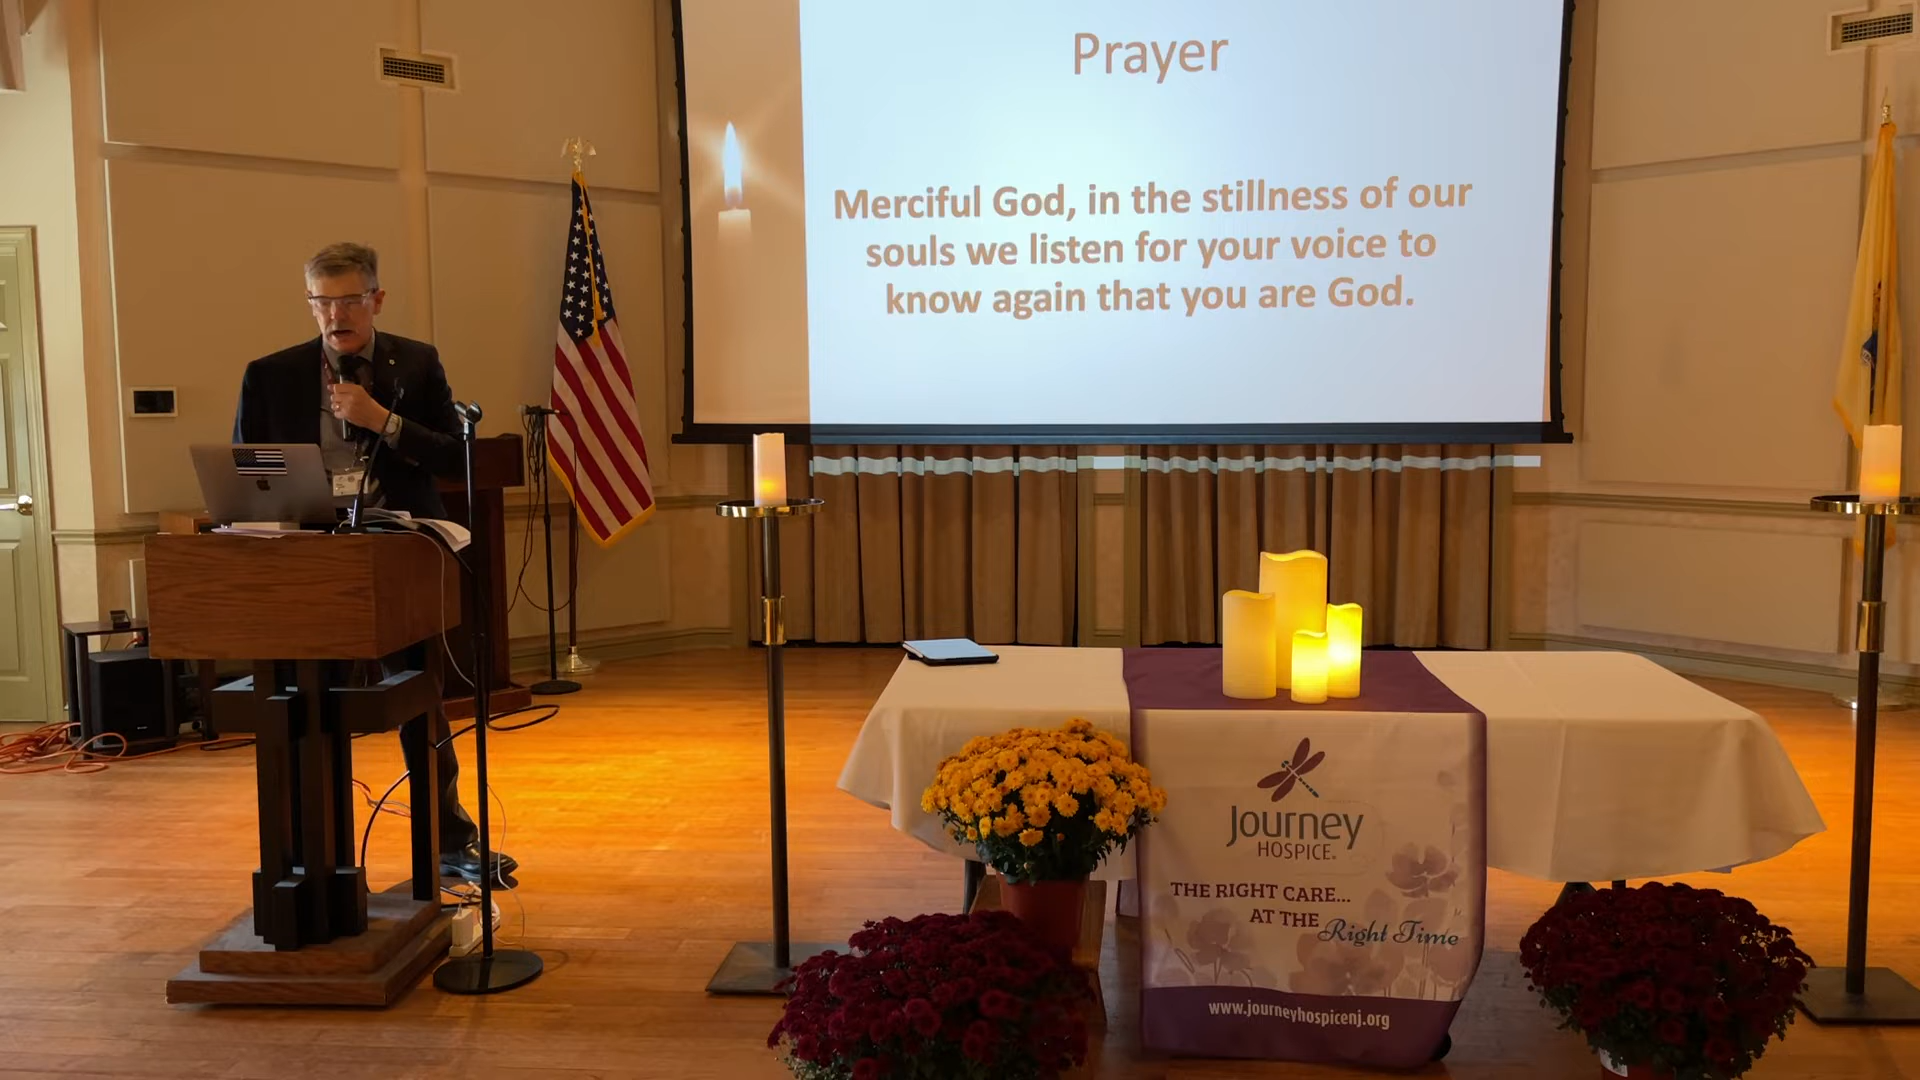 Prayer
Merciful God, in the stillness of our
souls we listen for your voice to
know again that you are God.
Journey
HOSPICE®
THE RIGHT CARE...
AT THE Right Time
www.journeyhospicenj.org